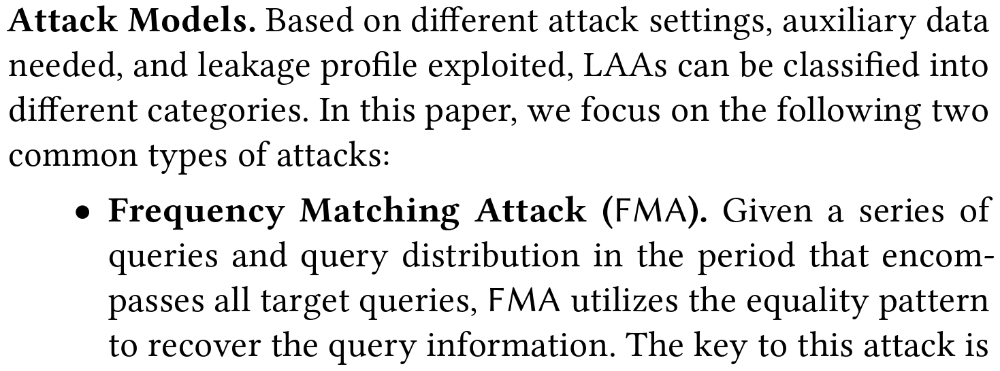 Attack Models. Based on different attack settings, auxiliary data
needed, and leakage profile exploited, LAAs can be classified into
different categories. In this paper, we focus on the following two
common types of attacks:
• Frequency Matching Attack (FMA). Given a series of
queries and query distribution in the period that encom-
passes all target queries, FMA utilizes the equality pattern
to recover the query information. The key to this attack is